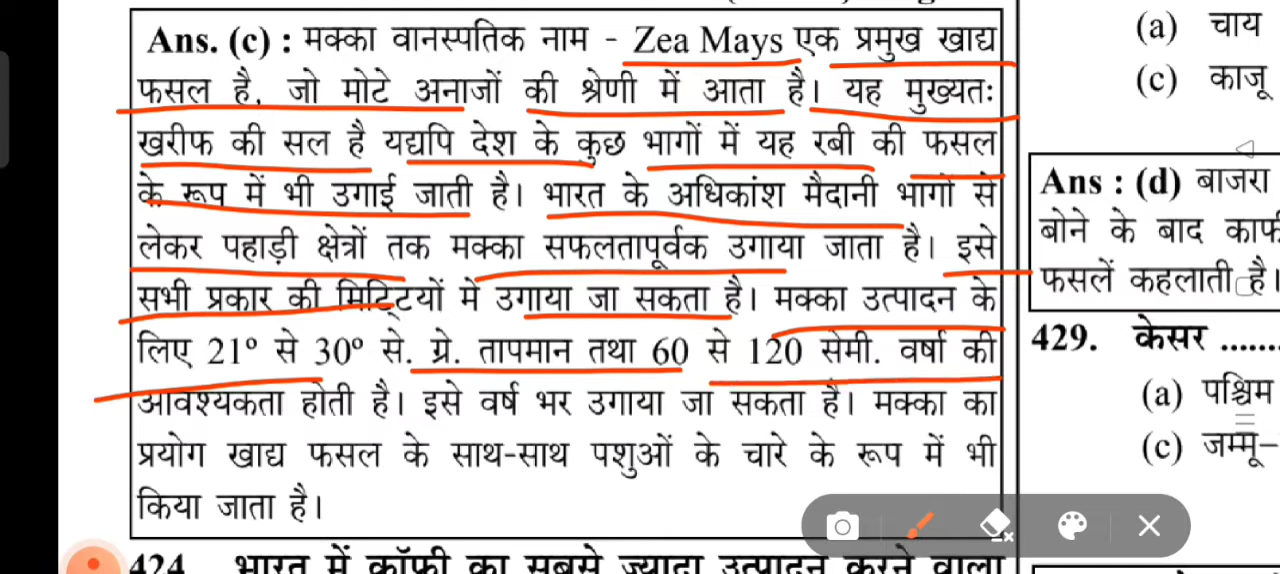 Ans. (c) : मक्का वानस्पतिक नाम - Zea Mays एक प्रमुख खाद्य
फसल है, जो मोटे अनाजों की श्रेणी में आता है। यह मुख्यतः
खरीफ की सल है यद्यपि देश के कुछ भागों में यह रबी की फसल
के रूप में भी उगाई जाती है। भारत के अधिकांश मैदानी भागों से
लेकर पहाड़ी क्षेत्रों तक मक्का सफलतापूर्वक उगाया जाता है। इसे
सभी प्रकार की मिट्टियों में उगाया जा सकता है। मक्का उत्पादन के
लिए 21° से 30° से. ग्रे. तापमान तथा 60 से 120 सेमी. वर्षा की
आवश्यकता होती है। इसे वर्ष भर उगाया जा सकता है। मक्का का
प्रयोग खाद्य फसल के साथ-साथ पशुओं के चारे के रूप में भी
किया जाता है।
424 भारत में कॉफी का सबसे ज्यादा उत्पादन करने वाला
(a) चाय
(c) काजू
Ans : (d) बाजरा
बोने के बाद
फसलें कहलाती है।
429. केसर .......
(a) पश्चिम
(c) जम्मू-